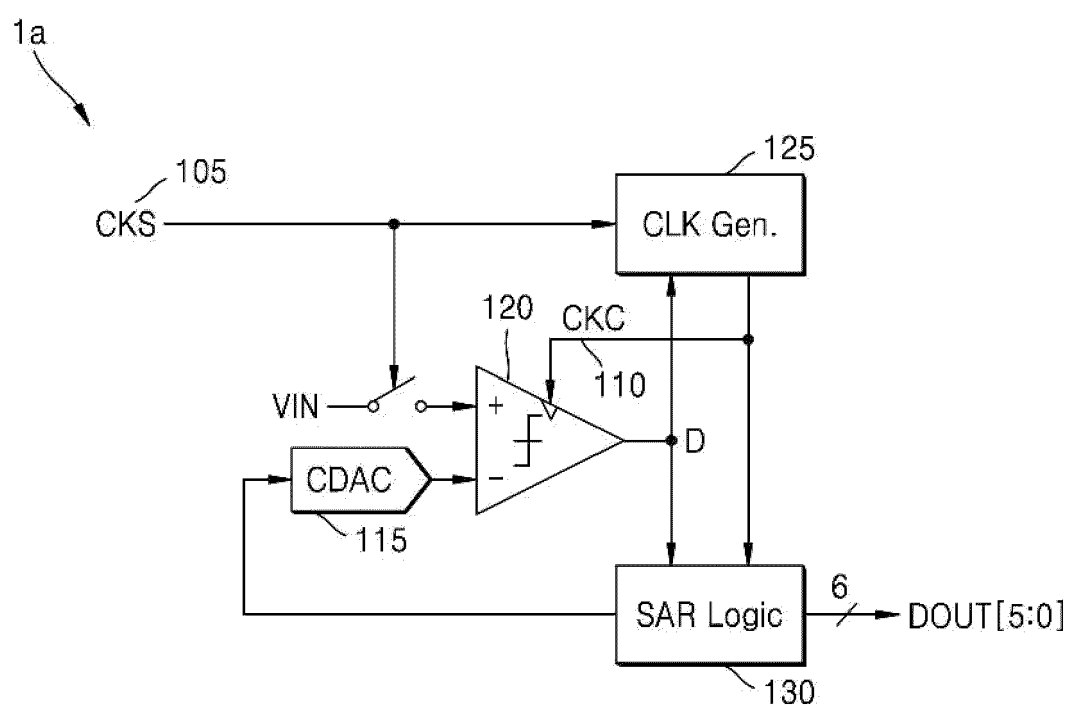 1a
105
CKS
125
CLK Gen.
120
CKC
110
VIN
+
-
D
CDAC
115
6
SAR Logic
DOUT[5:0]
130